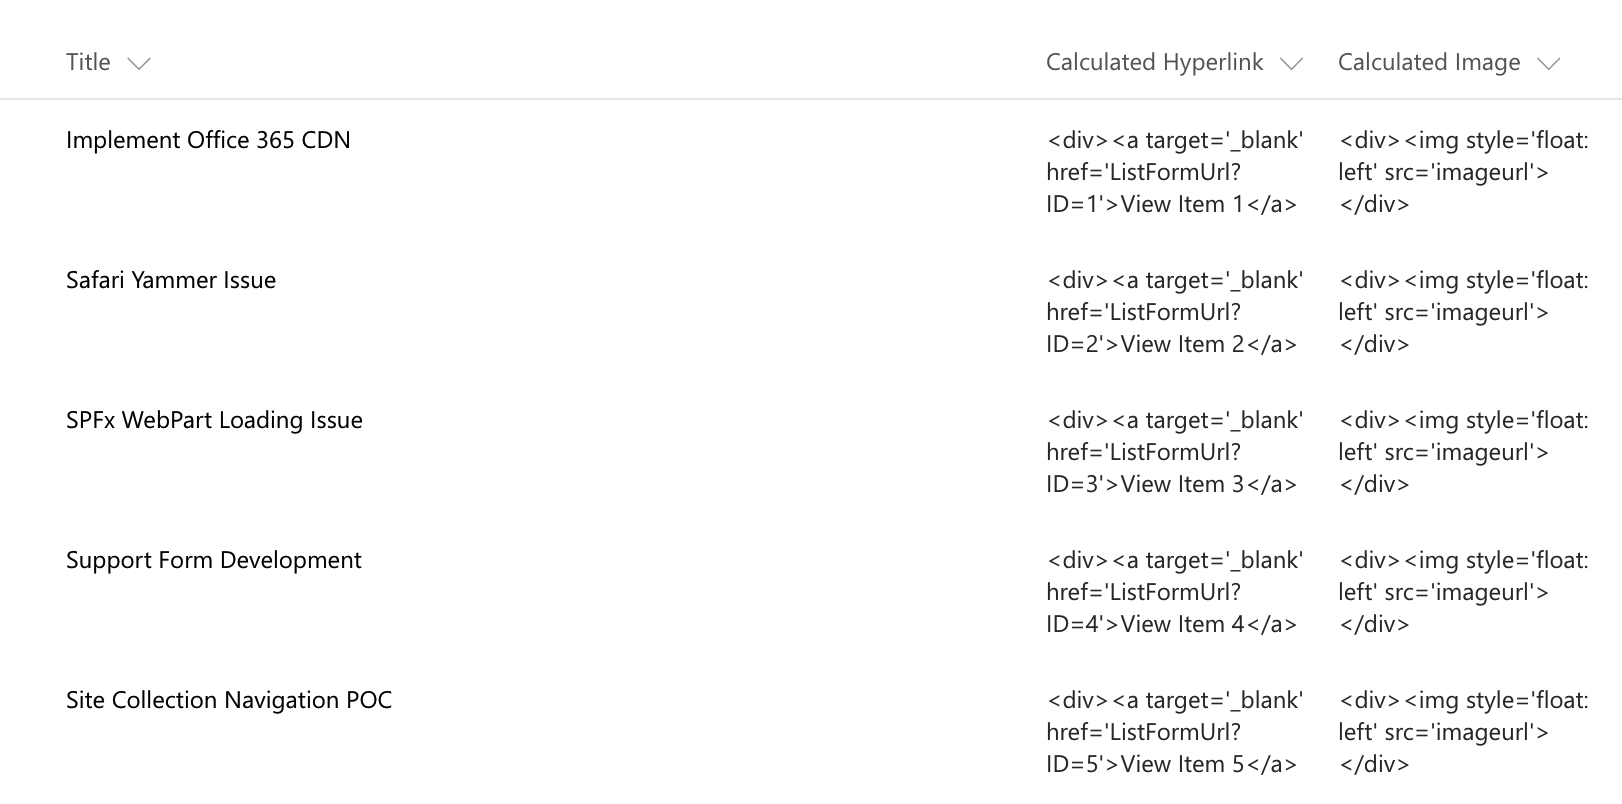 Title Calculated Hyperlink Calculated Image
Implement Office 365 CDN <div><a target='_blank' <div><img style='float:
href='ListFormUrl? left' src='imageurl'>
ID=1'>View Item 1</a> </div>
Safari Yammer Issue <div><a target='_blank' <div><img style='float:
href='ListFormUrl? left' src='imageurl'>
ID=2'>View Item 2</a> </div>
SPFx WebPart Loading Issue <div><a target='_blank' <div><img style='float:
href='ListFormUrl? left' src='imageurl'>
ID=3'>View Item 3</a> </div>
Support Form Development <div><a target='_blank' <div><img style='float:
href='ListFormUrl? left' src='imageurl'>
ID=4'>View Item 4</a> </div>
Site Collection Navigation POC <div><a target='_blank' <div><img style='float:
href='ListFormUrl? left' src='imageurl'>
ID=5'>View Item 5</a> </div>